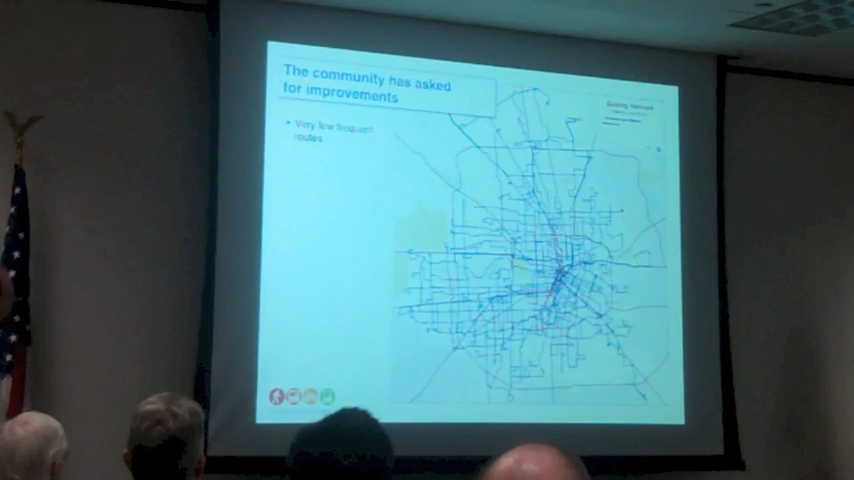 The community has asked
for improvements
• Very few frequent
routes
Existing Network